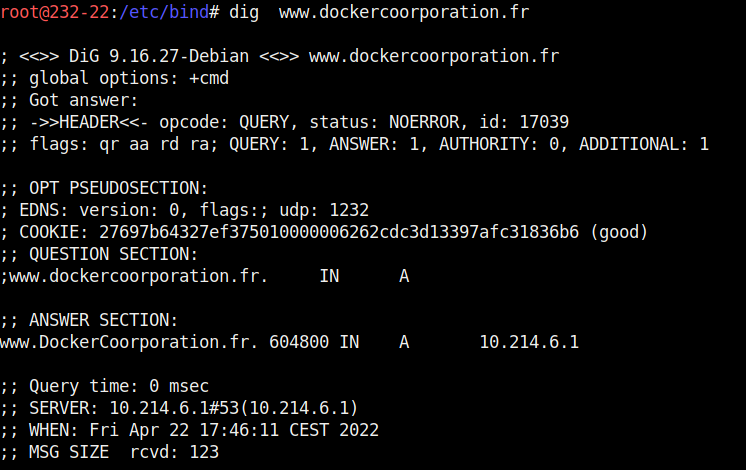 root@232-22:/etc/bind# dig  www.dockercoorporation.fr

; <<>> DiG 9.16.27-Debian <<>> www.dockercoorporation.fr
;; global options: +cmd
;; Got answer:
;; ->>HEADER<<- opcode: QUERY, status: NOERROR, id: 17039
;; flags: qr aa rd ra; QUERY: 1, ANSWER: 1, AUTHORITY: 0, ADDITIONAL: 1

;; OPT PSEUDOSECTION:
; EDNS: version: 0, flags:; udp: 1232
; COOKIE: 27697b64327ef375010000006262cdc3d13397afc31836b6 (good)
;; QUESTION SECTION:
;www.dockercoorporation.fr.     IN      A

;; ANSWER SECTION:
www.DockerCoorporation.fr. 604800 IN    A       10.214.6.1

;; Query time: 0 msec
;; SERVER: 10.214.6.1#53(10.214.6.1)
;; WHEN: Fri Apr 22 17:46:11 CEST 2022
;; MSG SIZE  rcvd: 123